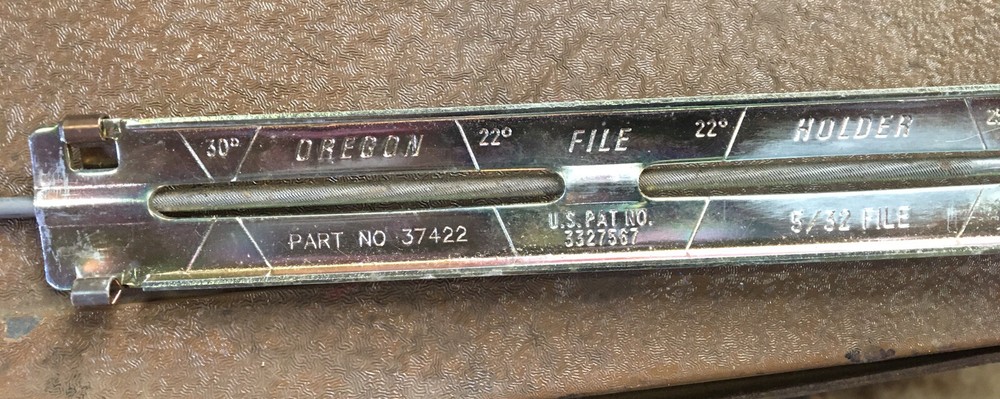 30° OREGON 22° FILE 22° HOLDER
PART NO 37422
U.S. PAT NO.
3327567
5/32 FILE